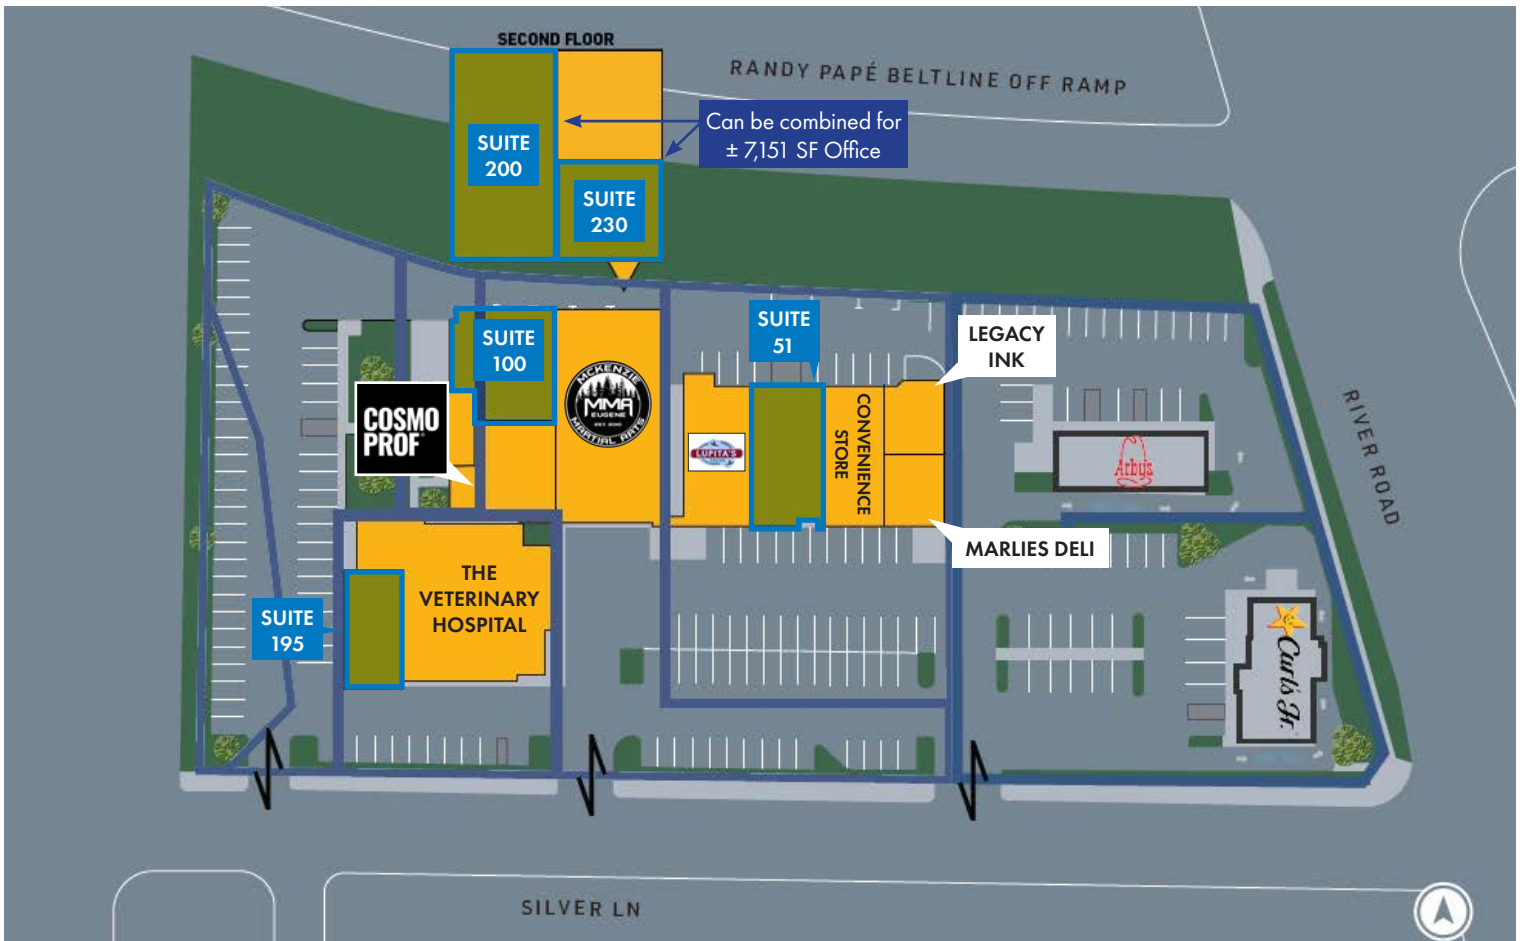 SECOND FLOOR
RANDY PAPÉ BELTLINE OFF RAMP
Can be combined for
± 7,151 SF Office
SUITE
200
SUITE
230
SUITE
100
SUITE
51
LEGACY
INK
COSMO
PROF
MCKENZIE
MMA
EUGENE
MARTIAL ARTS
LUPITA'S
CONVENIENCE
STORE
Arby's
RIVER ROAD
MARLIES DELI
THE
VETERINARY
HOSPITAL
SUITE
195
Carl's Jr.
SILVER LN